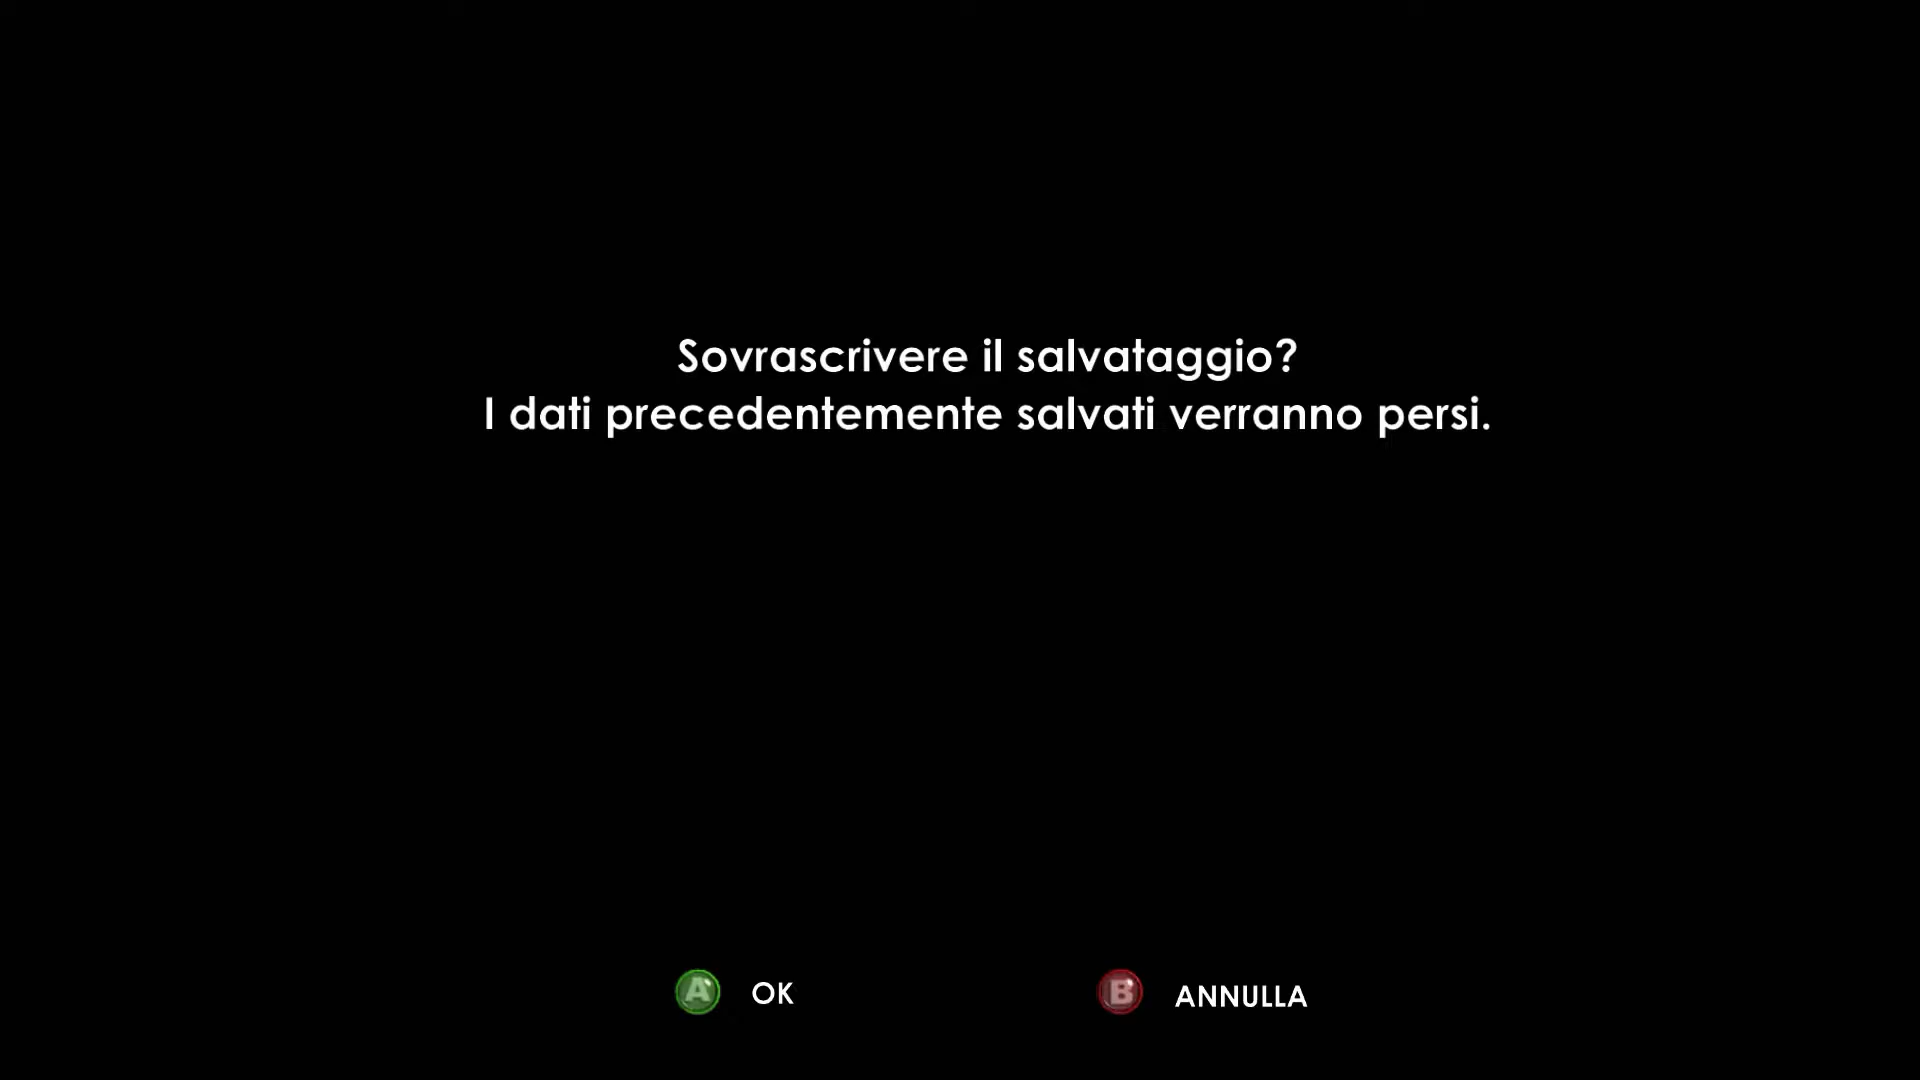 Sovrascrivere il salvataggio?
I dati precedentemente salvati verranno persi.
A OK
B ANNULLA